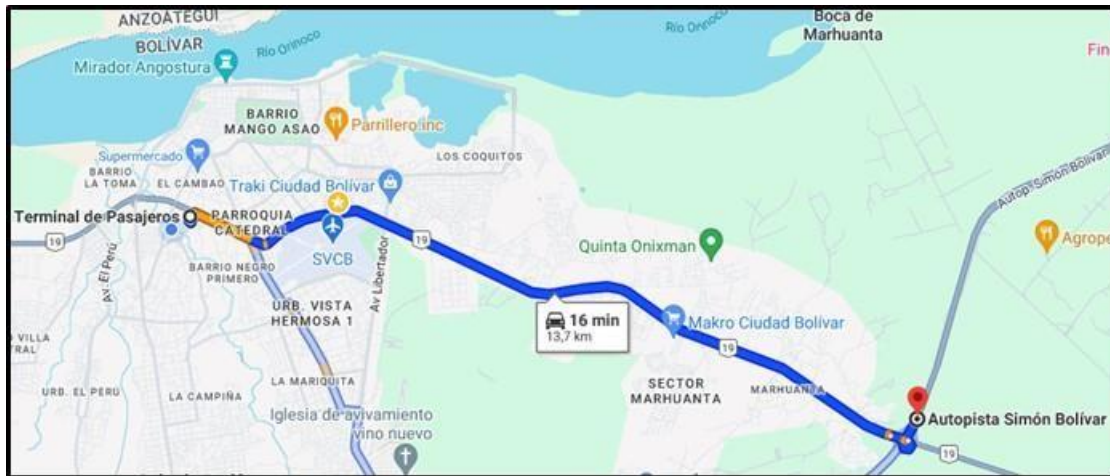 ANZOÁTEGUI
BOLÍVAR
Río Orinoco
Río Orinoco
Boca de
Marhuanta
Fin
Mirador Angostura
BARRIO
MANGO ASAO
Parrillero inc
Supermercado
LOS COQUITOS
BARRIO
LA TOMA
EL CAMBAO
Traki Ciudad Bolívar
Autop. Simón Bolívar
Terminal de Pasajeros
PARROQUIA
CATEDRAL
19
19
SVCB
Quinta Onixman
Agrope
BARRIO NEGRO
PRIMERO
Av. El Perú
Av Libertador
URB. VISTA
HERMOSA 1
16 min
13,7 km
Makro Ciudad Bolívar
19
O VILLA
TRAL
URB. EL PERÚ
LA CAMPIÑA
LA MARIQUITA
SECTOR
MARHUANTA
MARHUANTA
Iglesia de avivamiento
vino nuevo
Autopista Simón Bolívar
19